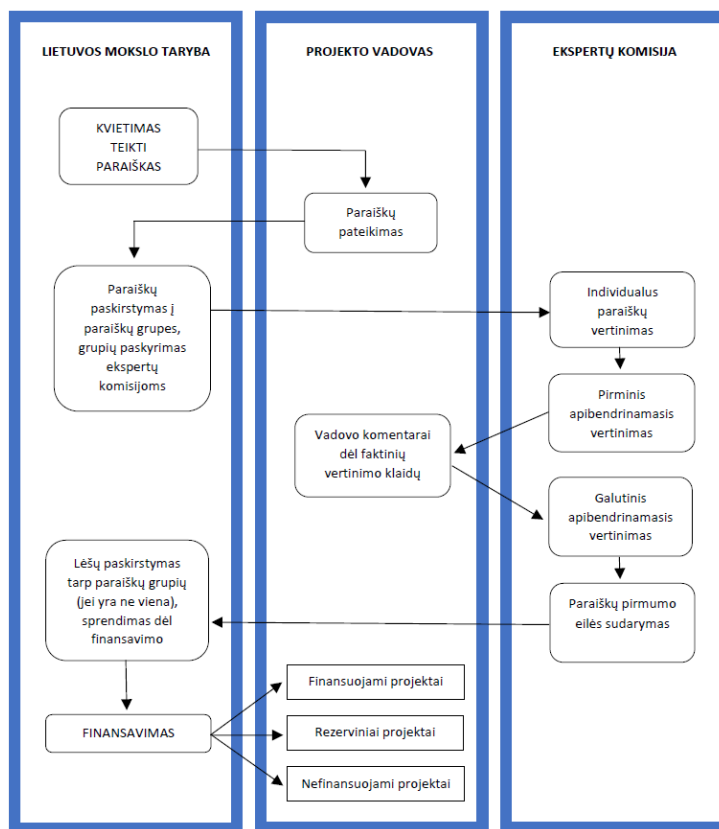 LIETUVOS MOKSLO TARYBA
PROJEKTO VADOVAS
EKSPERTŲ KOMISIJA
KVIETIMAS
TEIKTI
PARAIŠKAS
Paraiškų
pateikimas
Paraiškų
paskirstymas į
paraiškų grupes,
grupių paskyrimas
ekspertų
komisijoms
Individualus
paraiškų
vertinimas
Pirminis
apibendrinamasis
vertinimas
Vadovo komentarai
dėl faktinių
vertinimo klaidų
Galutinis
apibendrinamasis
vertinimas
Paraiškų pirmumo
eilės sudarymas
Lėšų paskirstymas
tarp paraiškų grupių
(jei yra ne viena),
sprendimas dėl
finansavimo
FINANSAVIMAS
Finansuojami projektai
Rezerviniai projektai
Nefinansuojami projektai